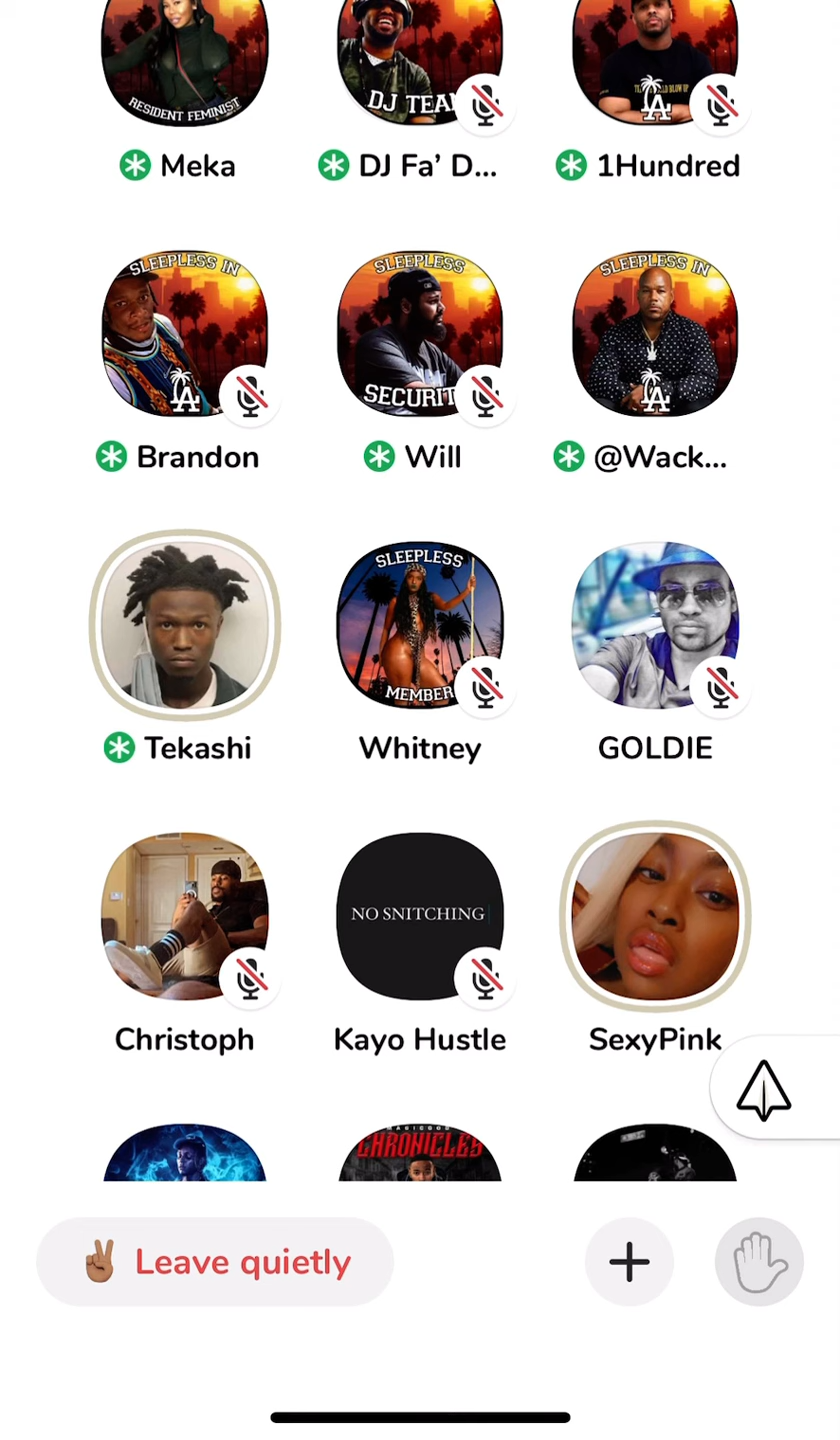 RESIDENT FEMINIST
DJ TEA
LA
Meka
DJ Fa’ D...
1Hundred
SLEEPLESS IN
SLEEPLESS
SLEEPLESS IN
LA
SECURIT
LA
Brandon
Will
@Wack...
SLEEPLESS
MEMBER
Tekashi
Whitney
GOLDIE
NO SNITCHING
Christoph
Kayo Hustle
SexyPink
CHRONICLES
Leave quietly